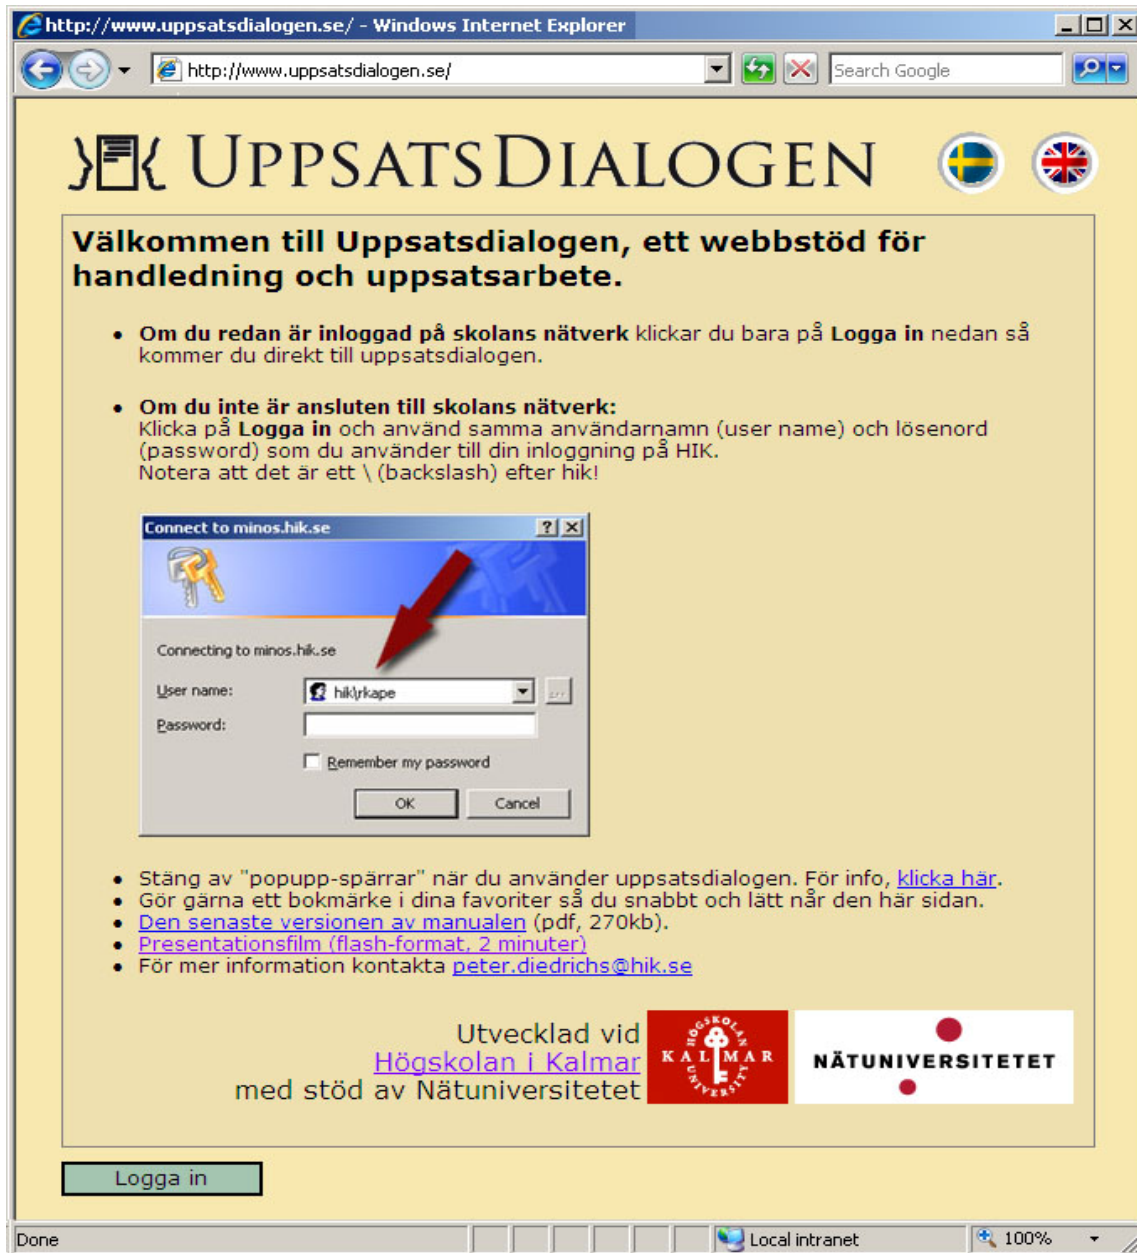 http://www.uppsatsdialogen.se/ - Windows Internet Explorer
http://www.uppsatsdialogen.se/
Search Google
UPPSATSDIALOGEN
Välkommen till Uppsatsdialogen, ett webbstöd för
handledning och uppsatsarbete.
• Om du redan är inloggad på skolans nätverk klickar du bara på Logga in nedan så
kommer du direkt till uppsatsdialogen.
• Om du inte är ansluten till skolans nätverk:
Klicka på Logga in och använd samma användarnamn (user name) och lösenord
(password) som du använder till din inloggning på HIK.
Notera att det är ett \ (backslash) efter hik!
Connect to minos.hik.se
Connecting to minos.hik.se
User name:
hik\rkape
...
Password:
Remember my password
OK
Cancel
• Stäng av "popupp-spärrar" när du använder uppsatsdialogen. För info, klicka här.
• Gör gärna ett bokmärke i dina favoriter så du snabbt och lätt når den här sidan.
• Den senaste versionen av manualen (pdf, 270kb).
• Presentationsfilm (flash-format, 2 minuter)
• För mer information kontakta peter.diedrichs@hik.se
Utvecklad vid
Högskolan i Kalmar
med stöd av Nätuniversitetet
HÖGSKOLAN
KALMAR
UNIVERSITY
NÄTUNIVERSITETET
Logga in
Done
Local intranet
100%